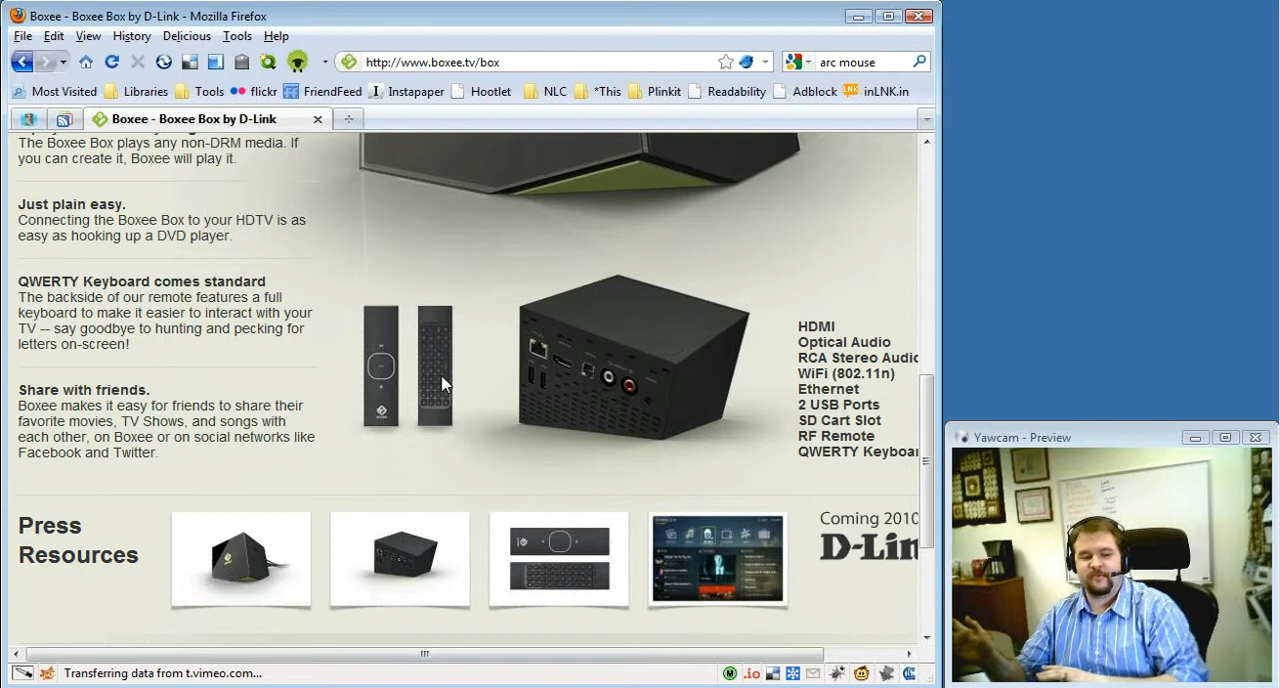 Boxee - Boxee Box by D-Link - Mozilla Firefox
File Edit View History Delicious Tools Help
http://www.boxee.tv/box
arc mouse
Most Visited Libraries Tools flickr FriendFeed Instapaper Hootlet NLC *This Plinkit Readability Adblock inLNK.in
Boxee - Boxee Box by D-Link
The Boxee Box plays any non-DRM media. If
you can create it, Boxee will play it.
Just plain easy.
Connecting the Boxee Box to your HDTV is as
easy as hooking up a DVD player.
QWERTY Keyboard comes standard
The backside of our remote features a full
keyboard to make it easier to interact with your
TV -- say goodbye to hunting and pecking for
letters on-screen!
Share with friends.
Boxee makes it easy for friends to share their
favorite movies, TV Shows, and songs with
each other, on Boxee or on social networks like
Facebook and Twitter.
HDMI
Optical Audio
RCA Stereo Audio
WiFi (802.11n)
Ethernet
2 USB Ports
SD Cart Slot
RF Remote
QWERTY Keyboar
Press
Resources
Coming 2010
D-Lin
Transferring data from t.vimeo.com...
.io
Yawcam - Preview